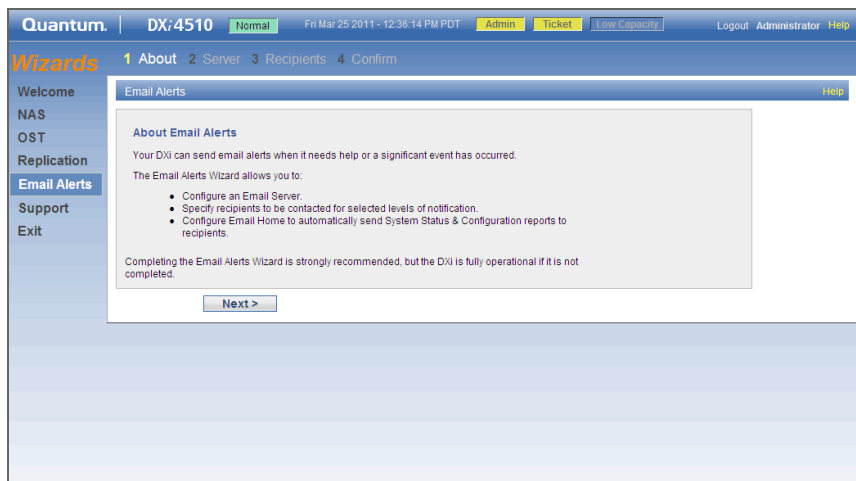 Quantum. DXi4510 Normal Fri Mar 25 2011 - 12:36:14 PM PDT Admin Ticket Low Capacity Logout Administrator Help
Wizards
1 About 2 Server 3 Recipients 4 Confirm
Welcome
NAS
OST
Replication
Email Alerts
Support
Exit
Email Alerts Help
About Email Alerts
Your DXi can send email alerts when it needs help or a significant event has occurred.
The Email Alerts Wizard allows you to:
• Configure an Email Server.
• Specify recipients to be contacted for selected levels of notification.
• Configure Email Home to automatically send System Status & Configuration reports to
recipients.
Completing the Email Alerts Wizard is strongly recommended, but the DXi is fully operational if it is not
completed.
Next >